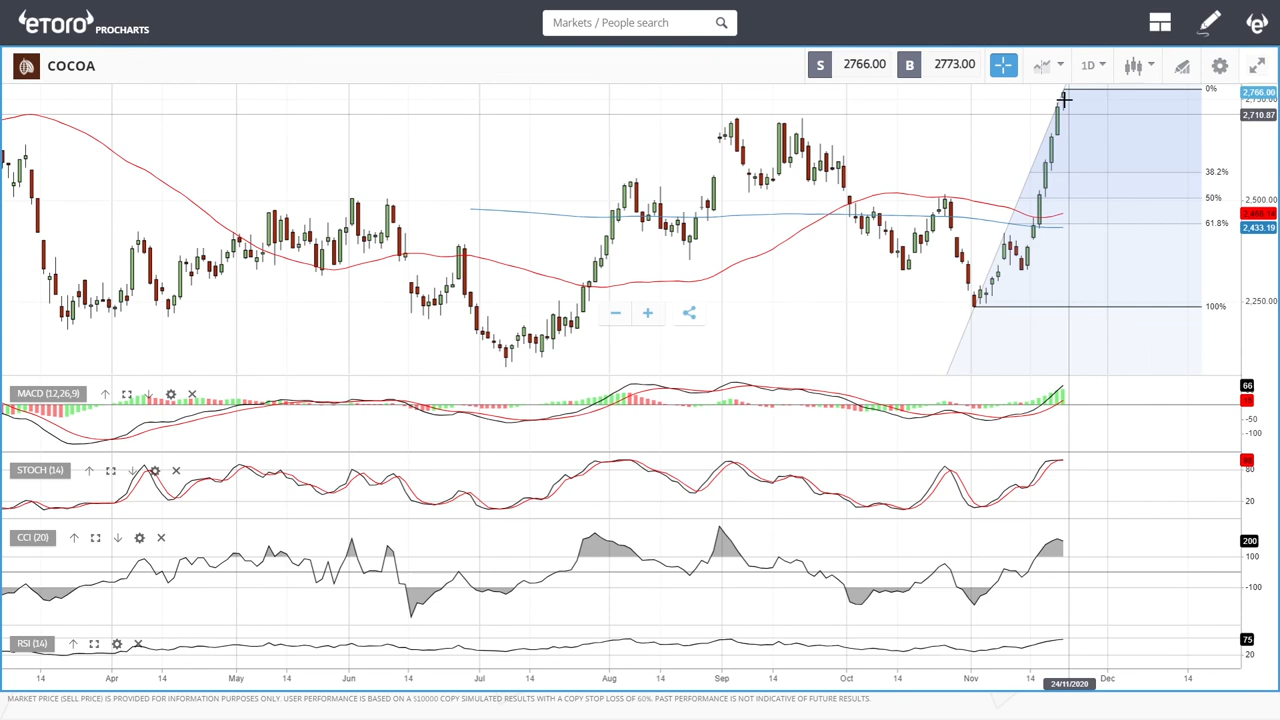 eToro PROCHARTS
Markets / People search
COCOA
S 2766.00 B 2773.00
1D
0%
2,766.00
2,750.00
2,710.87
38.2%
50%
2,500.00
61.8%
2,433.19
2,250.00
100%
MACD (12,26,9)
66
-50
-100
STOCH (14)
80
20
CCI (20)
200
100
-100
RSI (14)
75
20
14 Apr May Jun 14 Jul 14 Aug 14 Sep 14 Oct 14 Nov 14 Dec 14
24/11/2020
MARKET PRICE (SELL PRICE) IS PROVIDED FOR INFORMATION PURPOSES ONLY. USER PERFORMANCE IS BASED ON A $10000 COPY SIMULATED RESULTS WITH A COPY STOP LOSS OF 60%. PAST PERFORMANCE IS NOT INDICATIVE OF FUTURE RESULTS.